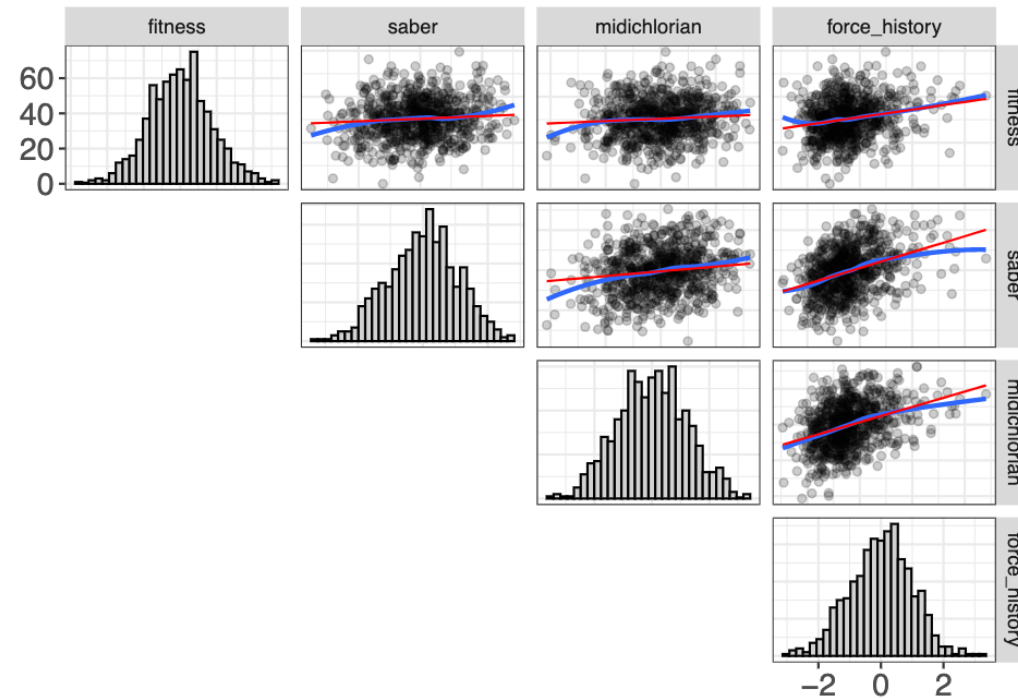 fitness saber midichlorian force_history
60
40
20
0
fitness
saber
midichlorian
force_history
−2 0 2